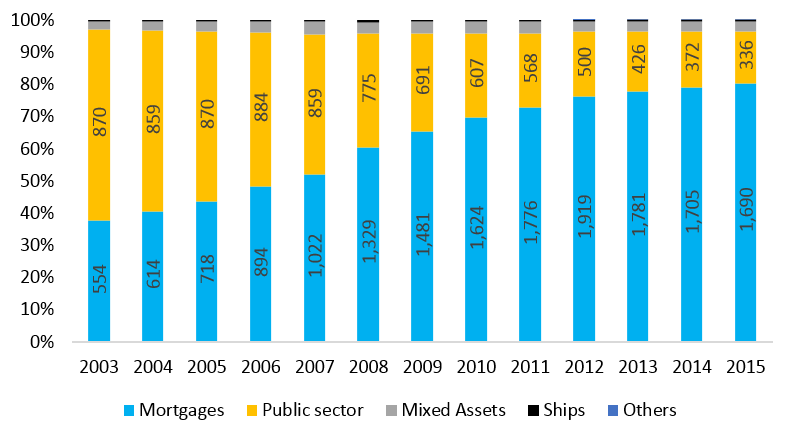 100%
90%
80%
70%
60%
50%
40%
30%
20%
10%
0%
870 859 870 884 859 775 691 607 568 500 426 372 336
554 614 718 894 1,022 1,329 1,481 1,624 1,776 1,919 1,781 1,705 1,690
2003 2004 2005 2006 2007 2008 2009 2010 2011 2012 2013 2014 2015
Mortgages Public sector Mixed Assets Ships Others